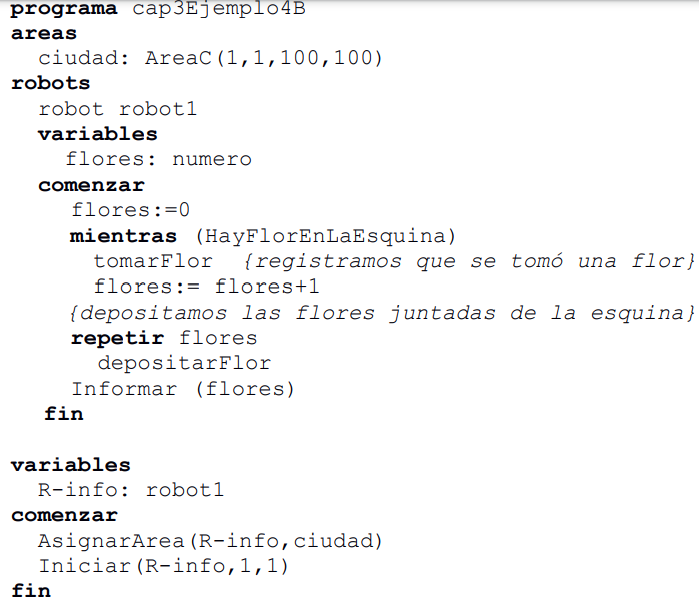 programa cap3Ejemplo4B
areas
ciudad: AreaC(1,1,100,100)
robots
robot robot1
variables
flores: numero
comenzar
flores:=0
mientras (HayFlorEnLaEsquina)
tomarFlor {registramos que se tomó una flor}
flores:= flores+1
{depositamos las flores juntadas de la esquina}
repetir flores
depositarFlor
Informar (flores)
fin
variables
R-info: robot1
comenzar
AsignarArea(R-info,ciudad)
Iniciar(R-info,1,1)
fin